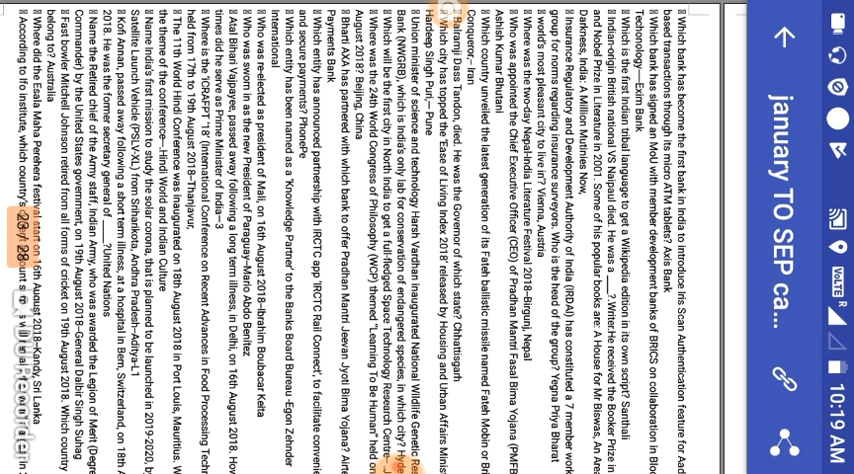 10:19 AM
VoLTE R
january TO SEP ca...
Which bank has become the first bank in India to introduce Iris Scan Authentication feature for Aad
based transactions through its micro ATM tablets? Axis Bank
Which bank has signed an MoU with member development banks of BRICS on collaboration in Blo
Technology----Exim Bank
Which is the first Indian tribal language to get a Wikipedia edition in its own script? Santhali
Indian-origin British national VS Naipaul died. He was a ____?.Writer.He received the Booker Prize in
and Nobel Prize in Literature in 2001. Some of his popular books are: A House for Mr Biswas, An Area
Darkness, India: A Million Mutinies Now,
Insurance Regulatory and Development Authority of India (IRDAI) has constituted a 7 member work
group for norms regarding insurance surveyors. Who is the head of the group? Yegna Priya Bharat
world's most pleasant city to live in? Vienna, Austria
Where was the two-day Nepal-India Literature Festival 2018--Birgunj, Nepal
Who was appointed the Chief Executive Officer (CEO) of Pradhan Mantri Fasal Bima Yojana (PMFB
Ashish Kumar Bhutani
Which country unveiled the latest generation of its Fateh ballistic missile named Fateh Mobin or Br
Conqueror,-- Iran
Balramji Dass Tandon, died. He was the Governor of which state? Chhattisgarh
Which city has topped the 'Ease of Living Index 2018' released by Housing and Urban Affairs Minis
Hardeep Singh Puri,--- Pune
Union minister of science and technology Harsh Vardhan inaugurated National Wildlife Genetic Re
Bank (NWGRB), which is India's only lab for conservation of endangered species, in which city? Hyde
Which will be the first city in North India to get a full-fledged Space Technology Research Centre--
Where was the 24th World Congress of Philosophy (WCP) themed "Learning To Be Human" held on
August 2018? Beijing, China
Bharti AXA has partnered with which bank to offer Pradhan Mantri Jeevan Jyoti Bima Yojana? Airte
Payments Bank
Which entity has announced partnership with IRCTC app 'IRCTC Rail Connect', to facilitate convenie
and secure payments? PhonePe
Which entity has been named as a 'Knowledge Partner' to the Banks Board Bureau -Egon Zehnder
International
Who was re-elected as president of Mali, on 16th August 2018--Ibrahim Boubacar Keita
Who was sworn in as the new President of Paraguay--Mario Abdo Benitez
Atal Bihari Vajpayee, passed away following a long term illness, in Delhi, on 16th August 2018. How
times did he serve as Prime Minister of India--3
Where is the 'ICRAFPT 18' (International Conference on Recent Advances in Food Processing Tech
held from 17th to 19th August 2018--Thanjavur,
The 11th World Hindi Conference was inaugurated on 18th August 2018 in Port Louis, Mauritius. W
the theme of the conference---.Hindi World and Indian Culture
Name India's first mission to study the solar corona, that is planned to be launched in 2019-2020, b
Satellite Launch Vehicle (PSLV-XL) from Sriharikota, Andhra Pradesh--Aditya-L1
Kofi Annan, passed away following a short term illness, at a hospital in Bern, Switzerland, on 18th A
2018. He was the former secretary general of ____?United Nations
Name the Retired chief of the Army staff, Indian Army, who was awarded the Legion of Merit (Degre
Commander) by the United States government, on 19th August 2018--General Dalbir Singh Suhag
Fast bowler Mitchell Johnson retired from all forms of cricket on 19th August 2018. Which country
belong to? Australia
Where did the Esala Maha Perehera festival start on 16th August 2018--Kandy, Sri Lanka
According to Ifo Institute, which country's
23: 28
DU Recorder